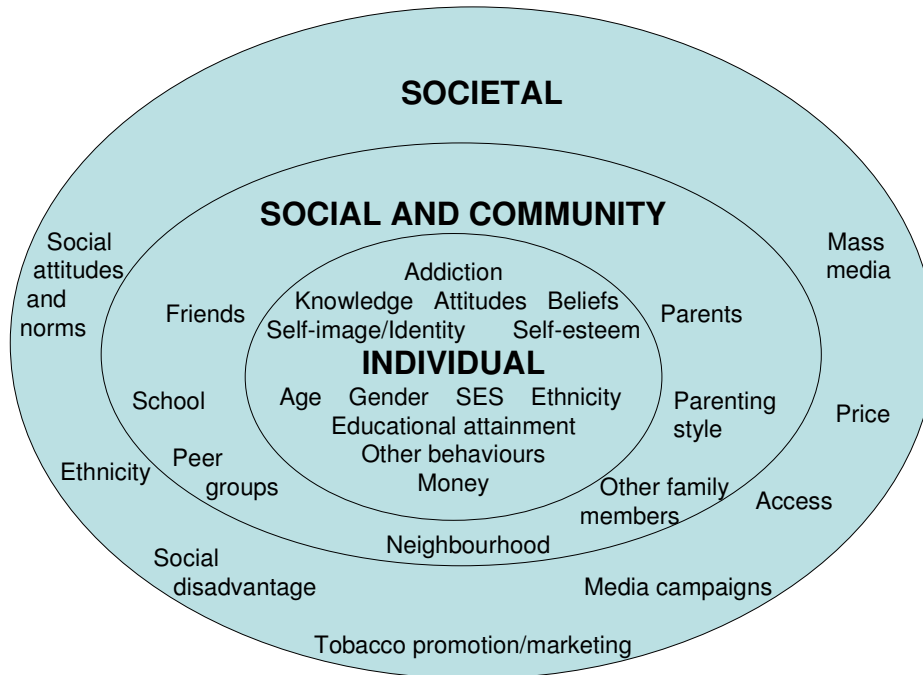 SOCIETAL
SOCIAL AND COMMUNITY
Social
attitudes
and
norms
Mass
media
Friends
Parents
Addiction
Knowledge Attitudes Beliefs
Self-image/Identity Self-esteem
INDIVIDUAL
Age Gender SES Ethnicity
Educational attainment
Other behaviours
Money
School
Parenting
style
Price
Ethnicity
Peer
groups
Other family
members
Access
Neighbourhood
Social
disadvantage
Media campaigns
Tobacco promotion/marketing